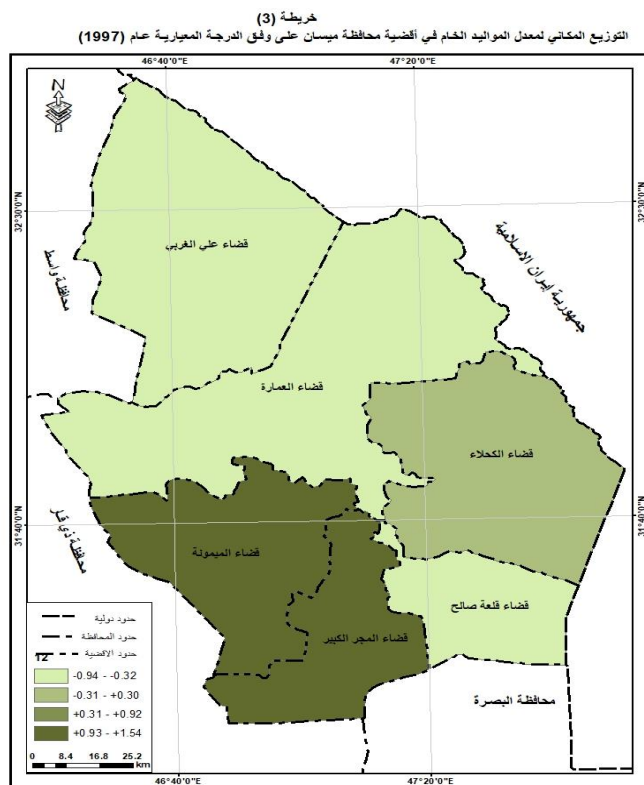 خريطة (3)
التوزيع المكاني لمعدل المواليد الخام في أقضية محافظة ميسان على وفق الدرجة المعيارية عام (1997)
46°40'0"E
47°20'0"E
N
32°30'0"N
32°30'0"N
قضاء علي الغربي
محافظة واسط
جمهورية إيران الاسلامية
قضاء العمارة
قضاء الكحلاء
31°40'0"N
31°40'0"N
محافظة ذي قار
قضاء الميمونة
قضاء قلعة صالح
قضاء المجر الكبير
محافظة البصرة
حدود دولية
حدود المحافظة
حدود الاقضية
12
-0.94 - -0.32
-0.31 - +0.30
+0.31 - +0.92
+0.93 - +1.54
0 8.4 16.8 25.2
km
46°40'0"E
47°20'0"E